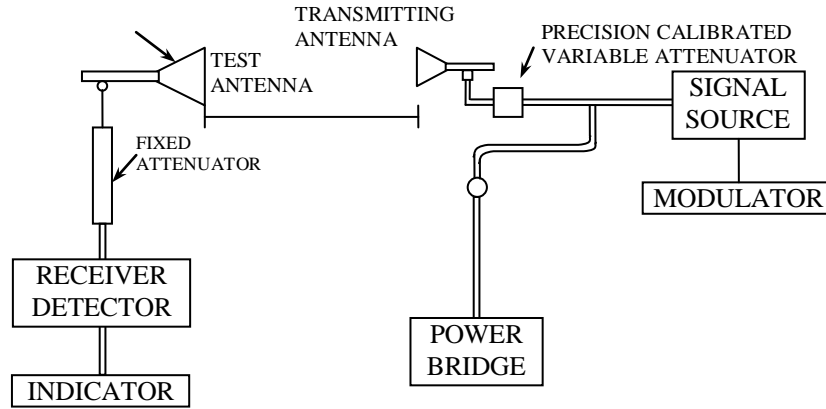 TRANSMITTING
ANTENNA
PRECISION CALIBRATED
VARIABLE ATTENUATOR
TEST
ANTENNA
SIGNAL
SOURCE
FIXED
ATTENUATOR
MODULATOR
RECEIVER
DETECTOR
POWER
BRIDGE
INDICATOR